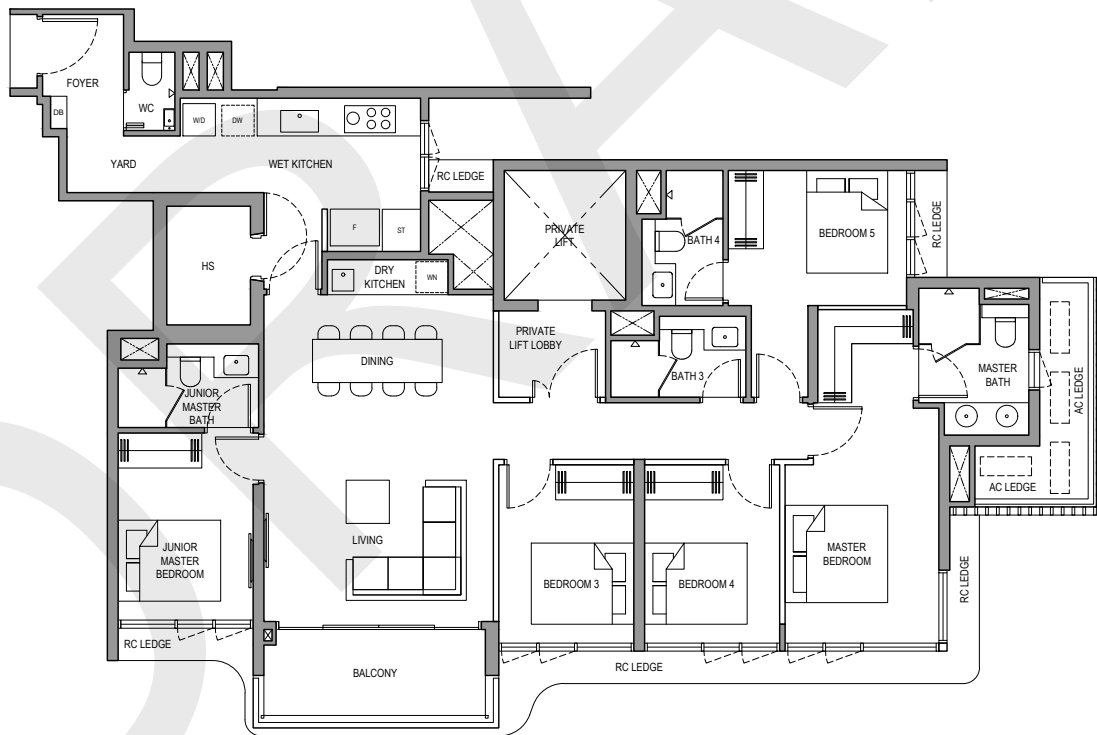 FOYER
DB
WC
W/D
DW
YARD
WET KITCHEN
RC LEDGE
F
ST
HS
DRY
KITCHEN
WN
PRIVATE
LIFT
BATH 4
BEDROOM 5
RC LEDGE
PRIVATE
LIFT LOBBY
DINING
BATH 3
MASTER
BATH
AC LEDGE
JUNIOR
MASTER
BATH
AC LEDGE
LIVING
JUNIOR
MASTER
BEDROOM
BEDROOM 3
BEDROOM 4
MASTER
BEDROOM
RC LEDGE
RC LEDGE
RC LEDGE
BALCONY